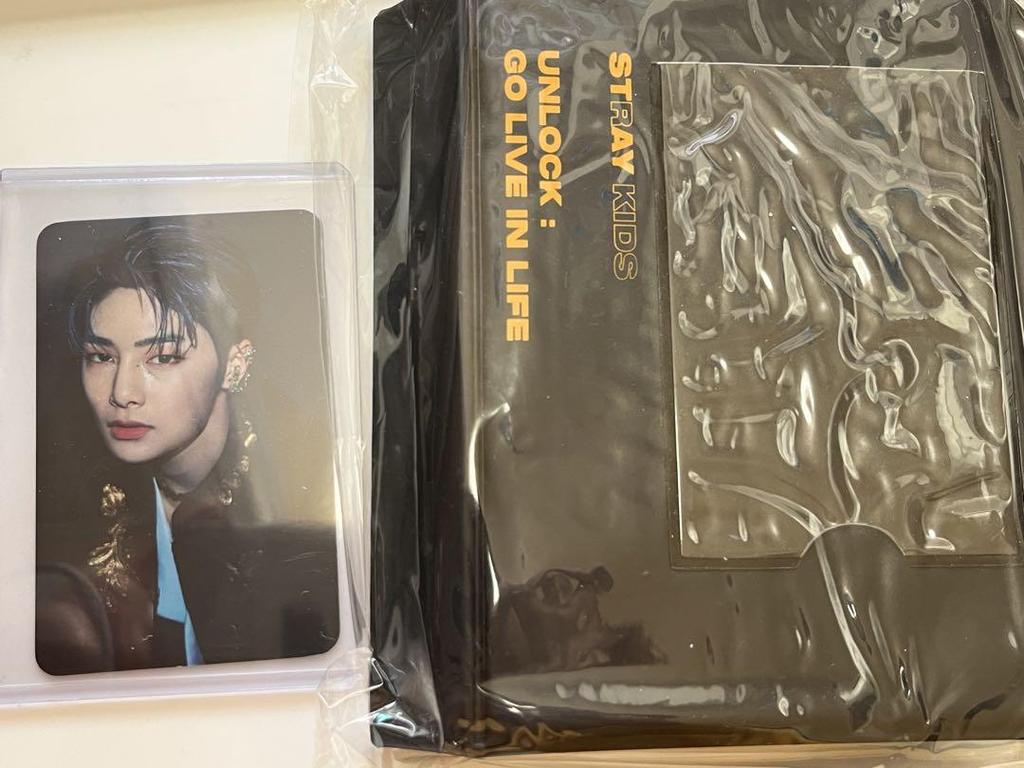 STRAY KIDS
UNLOCK :
GO LIVE IN LIFE